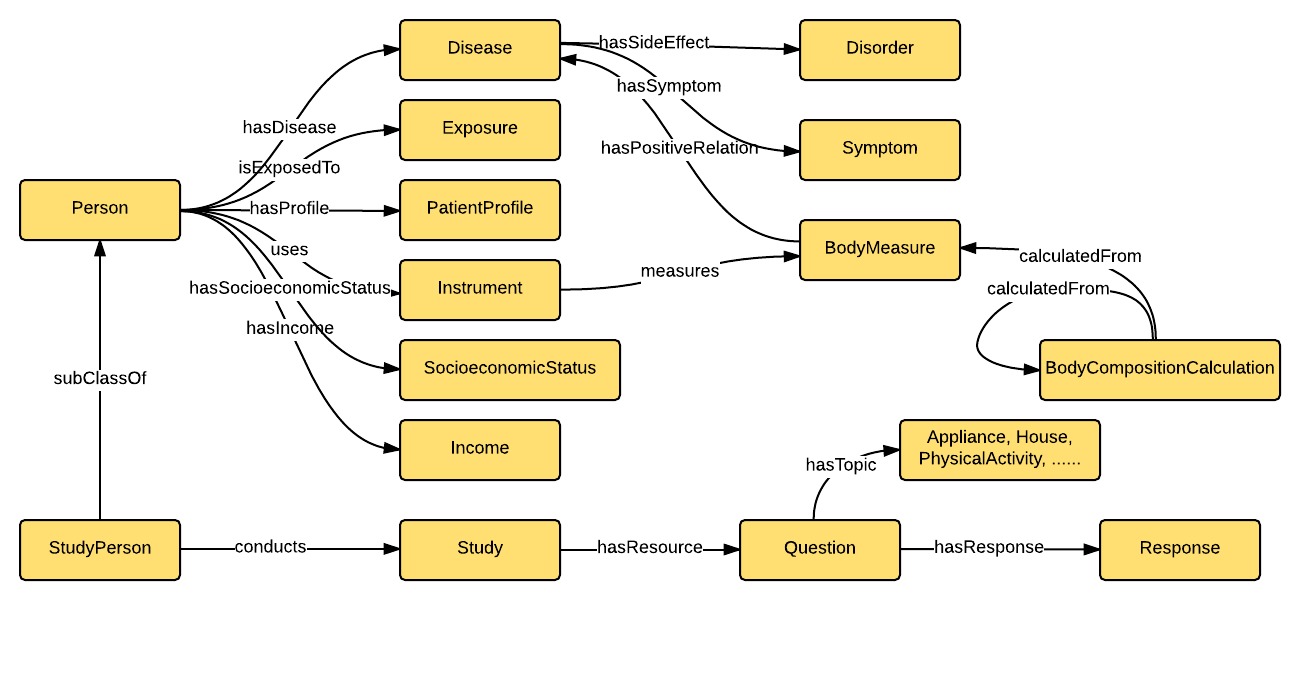 Disease
hasSideEffect
Disorder
hasSymptom
hasDisease
Exposure
hasPositiveRelation
Symptom
isExposedTo
Person
hasProfile
PatientProfile
uses
BodyMeasure
calculatedFrom
measures
hasSocioeconomicStatus
Instrument
calculatedFrom
hasIncome
subClassOf
SocioeconomicStatus
BodyCompositionCalculation
Income
hasTopic
Appliance, House,
PhysicalActivity, ......
StudyPerson
conducts
Study
hasResource
Question
hasResponse
Response